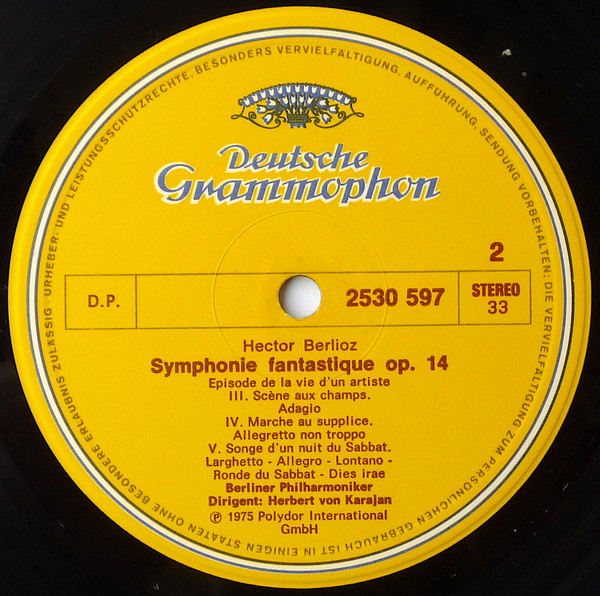 URHEBER- UND LEISTUNGSSCHUTZRECHTE, BESONDERS VERVIELFÄLTIGUNG, AUFFÜHRUNG, SENDUNG VORBEHALTEN; DIE VERVIELFÄLTIGUNG ZUM PERSÖNLICHEN GEBRAUCH IST IN EINIGEN STAATEN OHNE BESONDERE ERLAUBNIS ZULÄSSIG -
Deutsche
Grammophon
2
D.P.
2530 597
STEREO
33
Hector Berlioz
Symphonie fantastique op. 14
Episode de la vie d'un artiste
III. Scène aux champs.
Adagio
IV. Marche au supplice.
Allegretto non troppo
V. Songe d'un nuit du Sabbat.
Larghetto - Allegro - Lontano -
Ronde du Sabbat - Dies irae
Berliner Philharmoniker
Dirigent: Herbert von Karajan
℗ 1975 Polydor International
GmbH